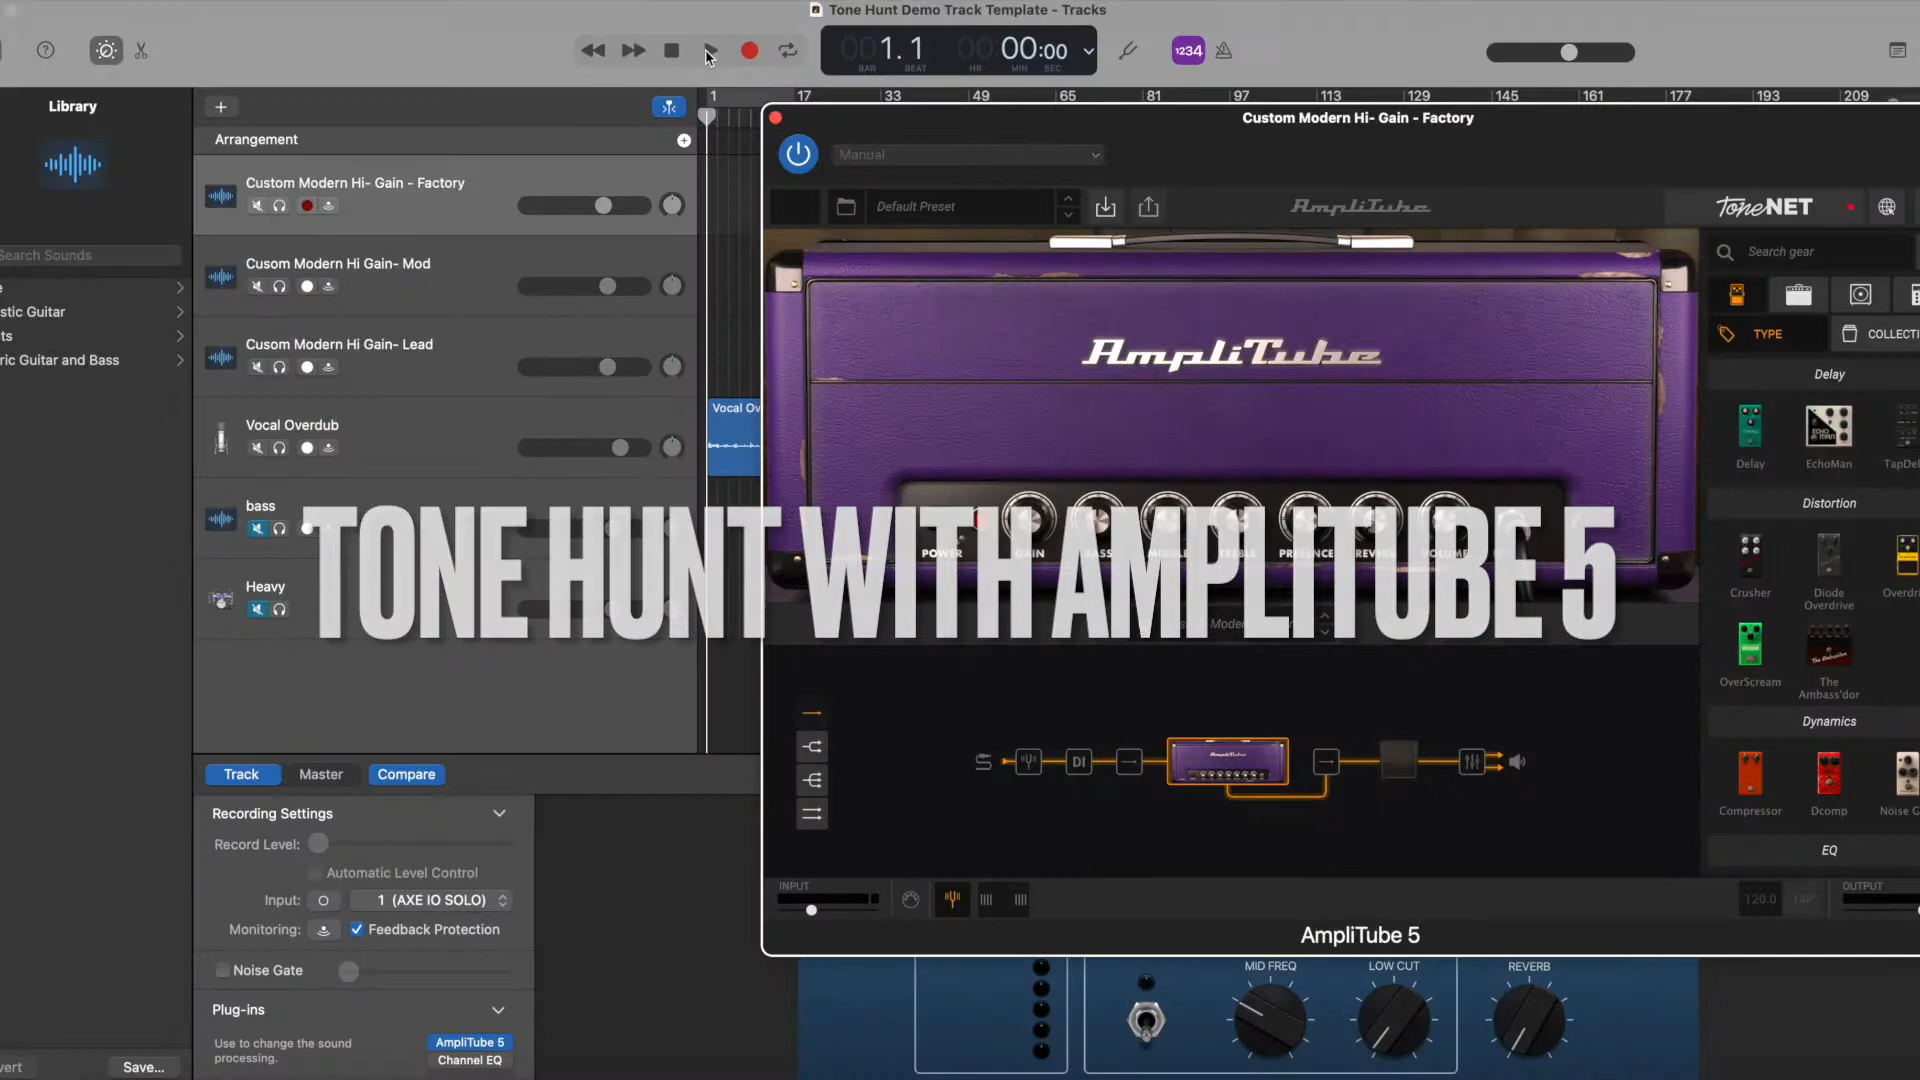 Tone Hunt Demo Track Template - Tracks
1.1
00:00
BAR
BEAT
HR
MIN
SEC
1234
Library
Search Sounds
stic Guitar
ts
ric Guitar and Bass
Save...
Arrangement
Custom Modern Hi- Gain - Factory
Cusom Modern Hi Gain- Mod
Cusom Modern Hi Gain- Lead
Vocal Overdub
bass
Heavy
1 17 33 49 65 81 97 113 129 145 161 177 193 209
Vocal Ov
Custom Modern Hi- Gain - Factory
Manual
Default Preset
AmpliTube
ToneNET
Search gear
TYPE
COLLECTI
AmpliTube
POWER GAIN BASS MIDDLE TREBLE PRESENCE REVERB VOLUME
TONE HUNT WITH AMPLITUBE 5
Delay
Delay
EchoMan
TapDel
Distortion
Crusher
Diode
Overdrive
Overdri
OverScream
The
Ambass'dor
Dynamics
Compressor
Dcomp
Noise G
EQ
DI
INPUT
120.0
TAP
OUTPUT
AmpliTube 5
Track
Master
Compare
Recording Settings
Record Level:
Automatic Level Control
Input:
1 (AXE IO SOLO)
Monitoring:
Feedback Protection
Noise Gate
Plug-ins
Use to change the sound
processing.
AmpliTube 5
Channel EQ
MID FREQ
LOW CUT
REVERB